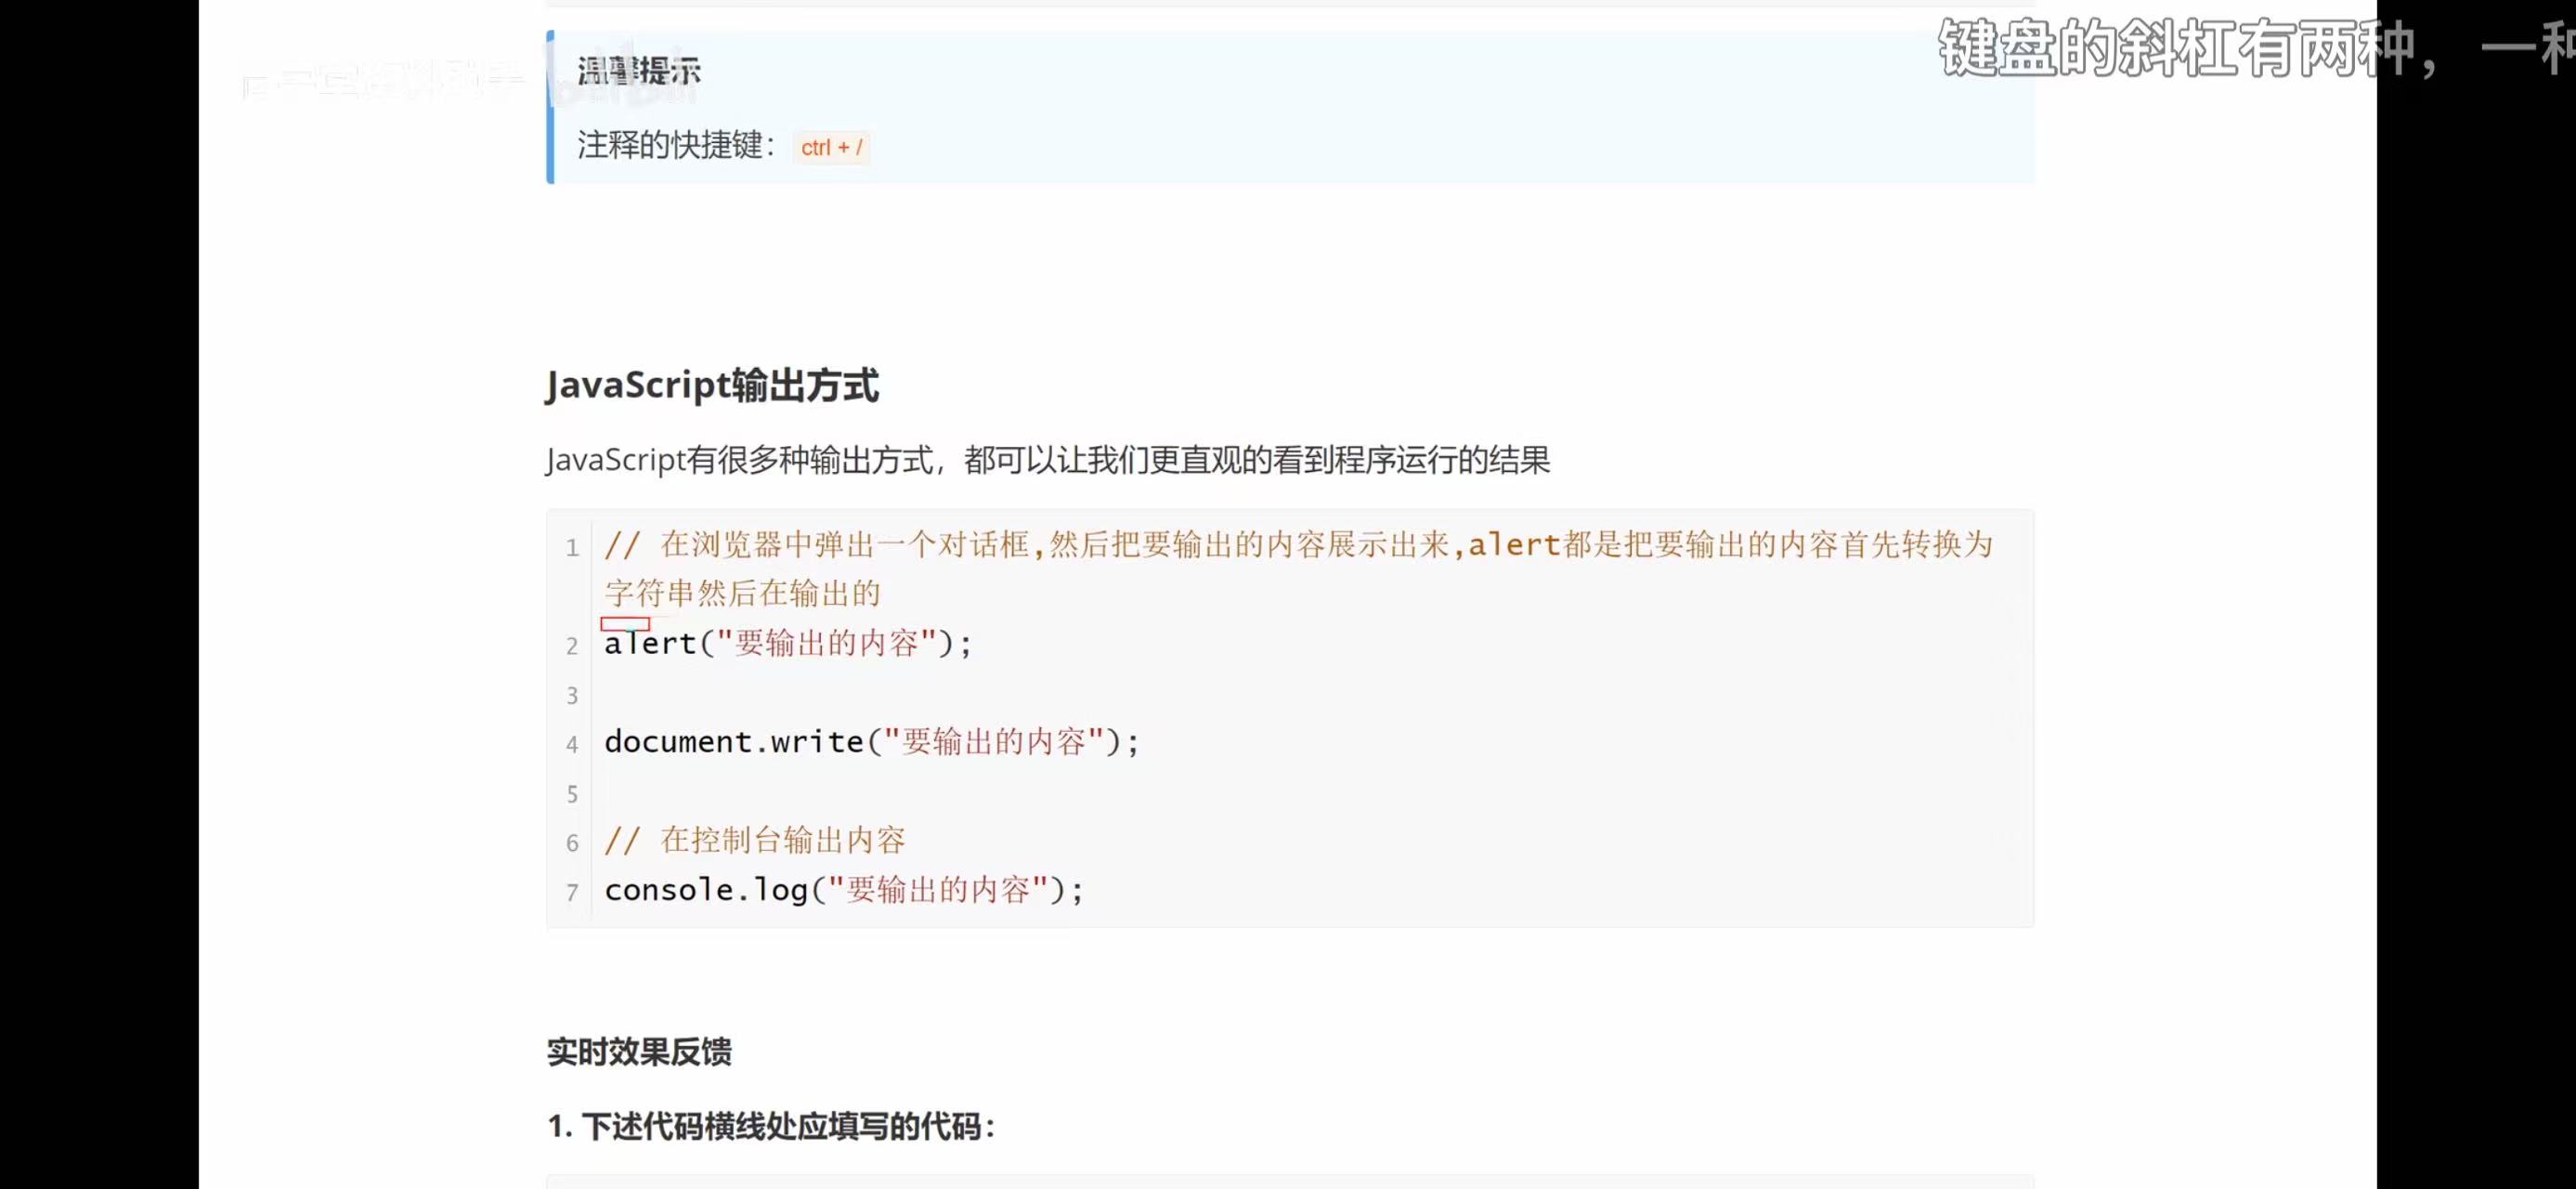 键盘的斜杠有两种，一种
温馨提示
注释的快捷键： ctrl + /
JavaScript输出方式
JavaScript有很多种输出方式，都可以让我们更直观的看到程序运行的结果
1 // 在浏览器中弹出一个对话框,然后把要输出的内容展示出来,alert都是把要输出的内容首先转换为
字符串然后在输出的
2 alert("要输出的内容");
3
4 document.write("要输出的内容");
5
6 // 在控制台输出内容
7 console.log("要输出的内容");
实时效果反馈
1. 下述代码横线处应填写的代码：